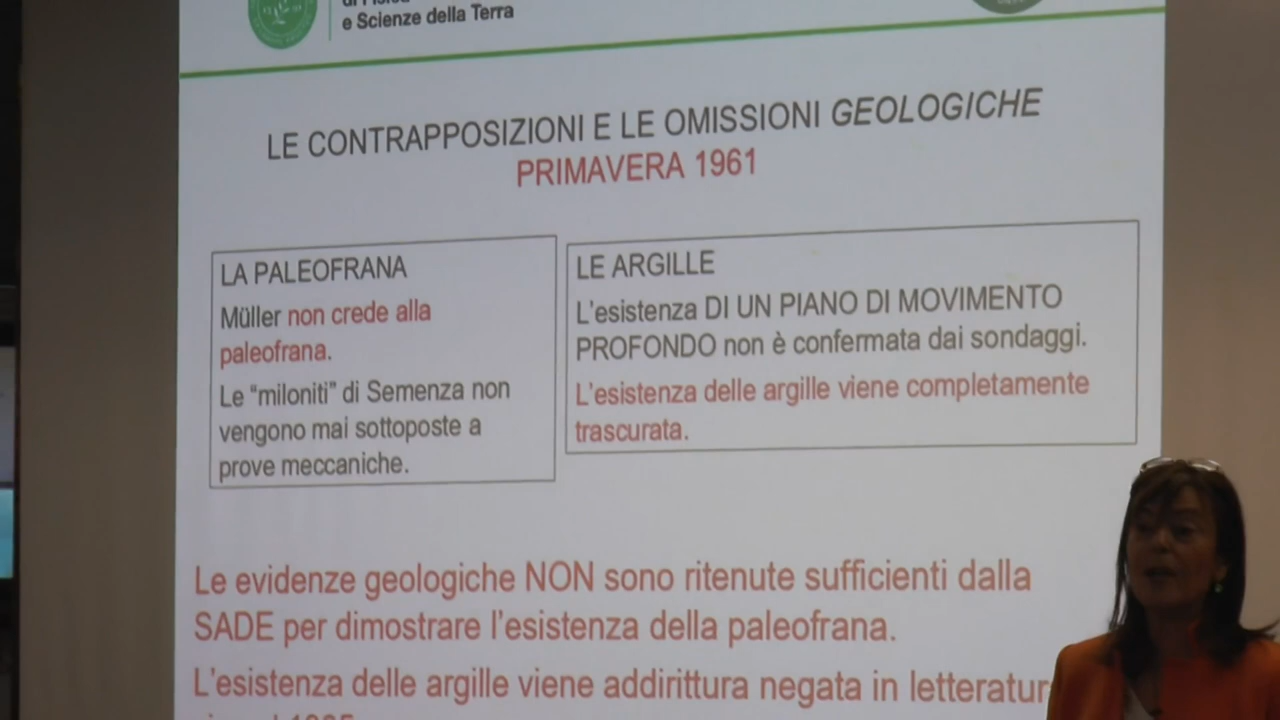 e Scienze della Terra
LE CONTRAPPOSIZIONI E LE OMISSIONI GEOLOGICHE
PRIMAVERA 1961
LA PALEOFRANA
Müller non crede alla
paleofrana.
Le “miloniti” di Semenza non
vengono mai sottoposte a
prove meccaniche.
LE ARGILLE
L’esistenza DI UN PIANO DI MOVIMENTO
PROFONDO non è confermata dai sondaggi.
L’esistenza delle argille viene completamente
trascurata.
Le evidenze geologiche NON sono ritenute sufficienti dalla
SADE per dimostrare l’esistenza della paleofrana.
L’esistenza delle argille viene addirittura negata in